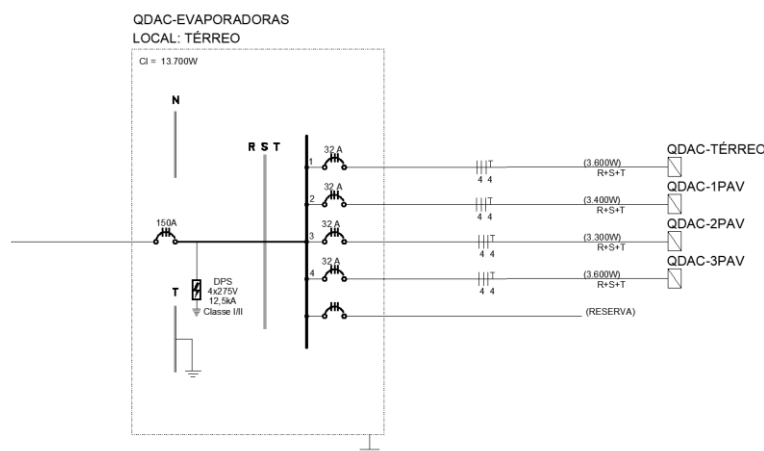 QDAC-EVAPORADORAS
LOCAL: TÉRREO
CI = 13.700W
N
R S T
150A
DPS
4x275V
12,5kA
Classe I/II
T
1
32 A
T
4 4
(3.600W)
R+S+T
QDAC-TÉRREO
2
32 A
4 4
(3.400W)
R+S+T
QDAC-1PAV
3
32 A
T
4 4
(3.300W)
R+S+T
QDAC-2PAV
4
32 A
T
4 4
(3.600W)
R+S+T
QDAC-3PAV
(RESERVA)